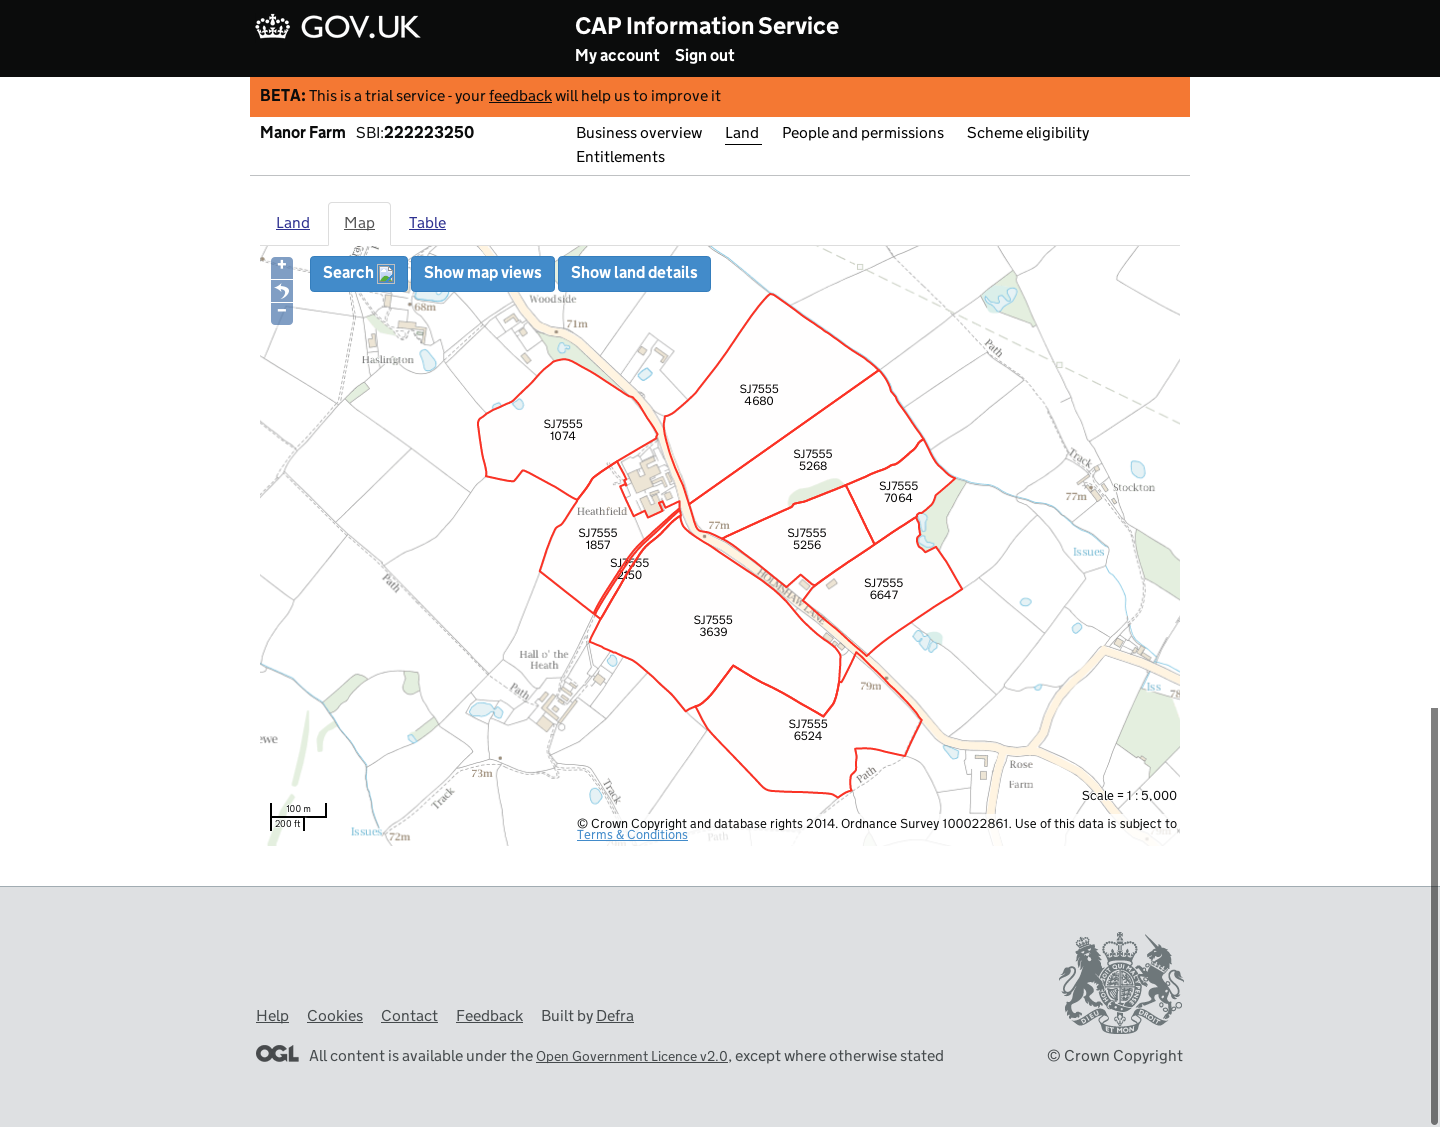 GOV.UK
CAP Information Service
My account Sign out
BETA: This is a trial service - your feedback will help us to improve it
Manor Farm SBI:222223250
Business overview Land People and permissions Scheme eligibility
Entitlements
Land Map Table
+
Search Show map views Show land details
−
Woodside
68m
71m
Haslington
Path
SJ7555
4680
SJ7555
1074
SJ7555
5268
Track
SJ7555
7064
77m
Stockton
Heathfield
77m
SJ7555
1857
SJ7555
5256
Issues
SJ7555
2150
Path
HOLMSHAW LANE
SJ7555
6647
SJ7555
3639
Hall o' the
Heath
Path
79m
Iss
78
SJ7555
6524
ewe
73m
Path
Rose
Farm
Track
Track
Scale = 1 : 5,000
100 m
200 ft
Issues
72m
© Crown Copyright and database rights 2014. Ordnance Survey 100022861. Use of this data is subject to
Terms & Conditions
Path
Help Cookies Contact Feedback Built by Defra
OGL All content is available under the Open Government Licence v2.0, except where otherwise stated
© Crown Copyright